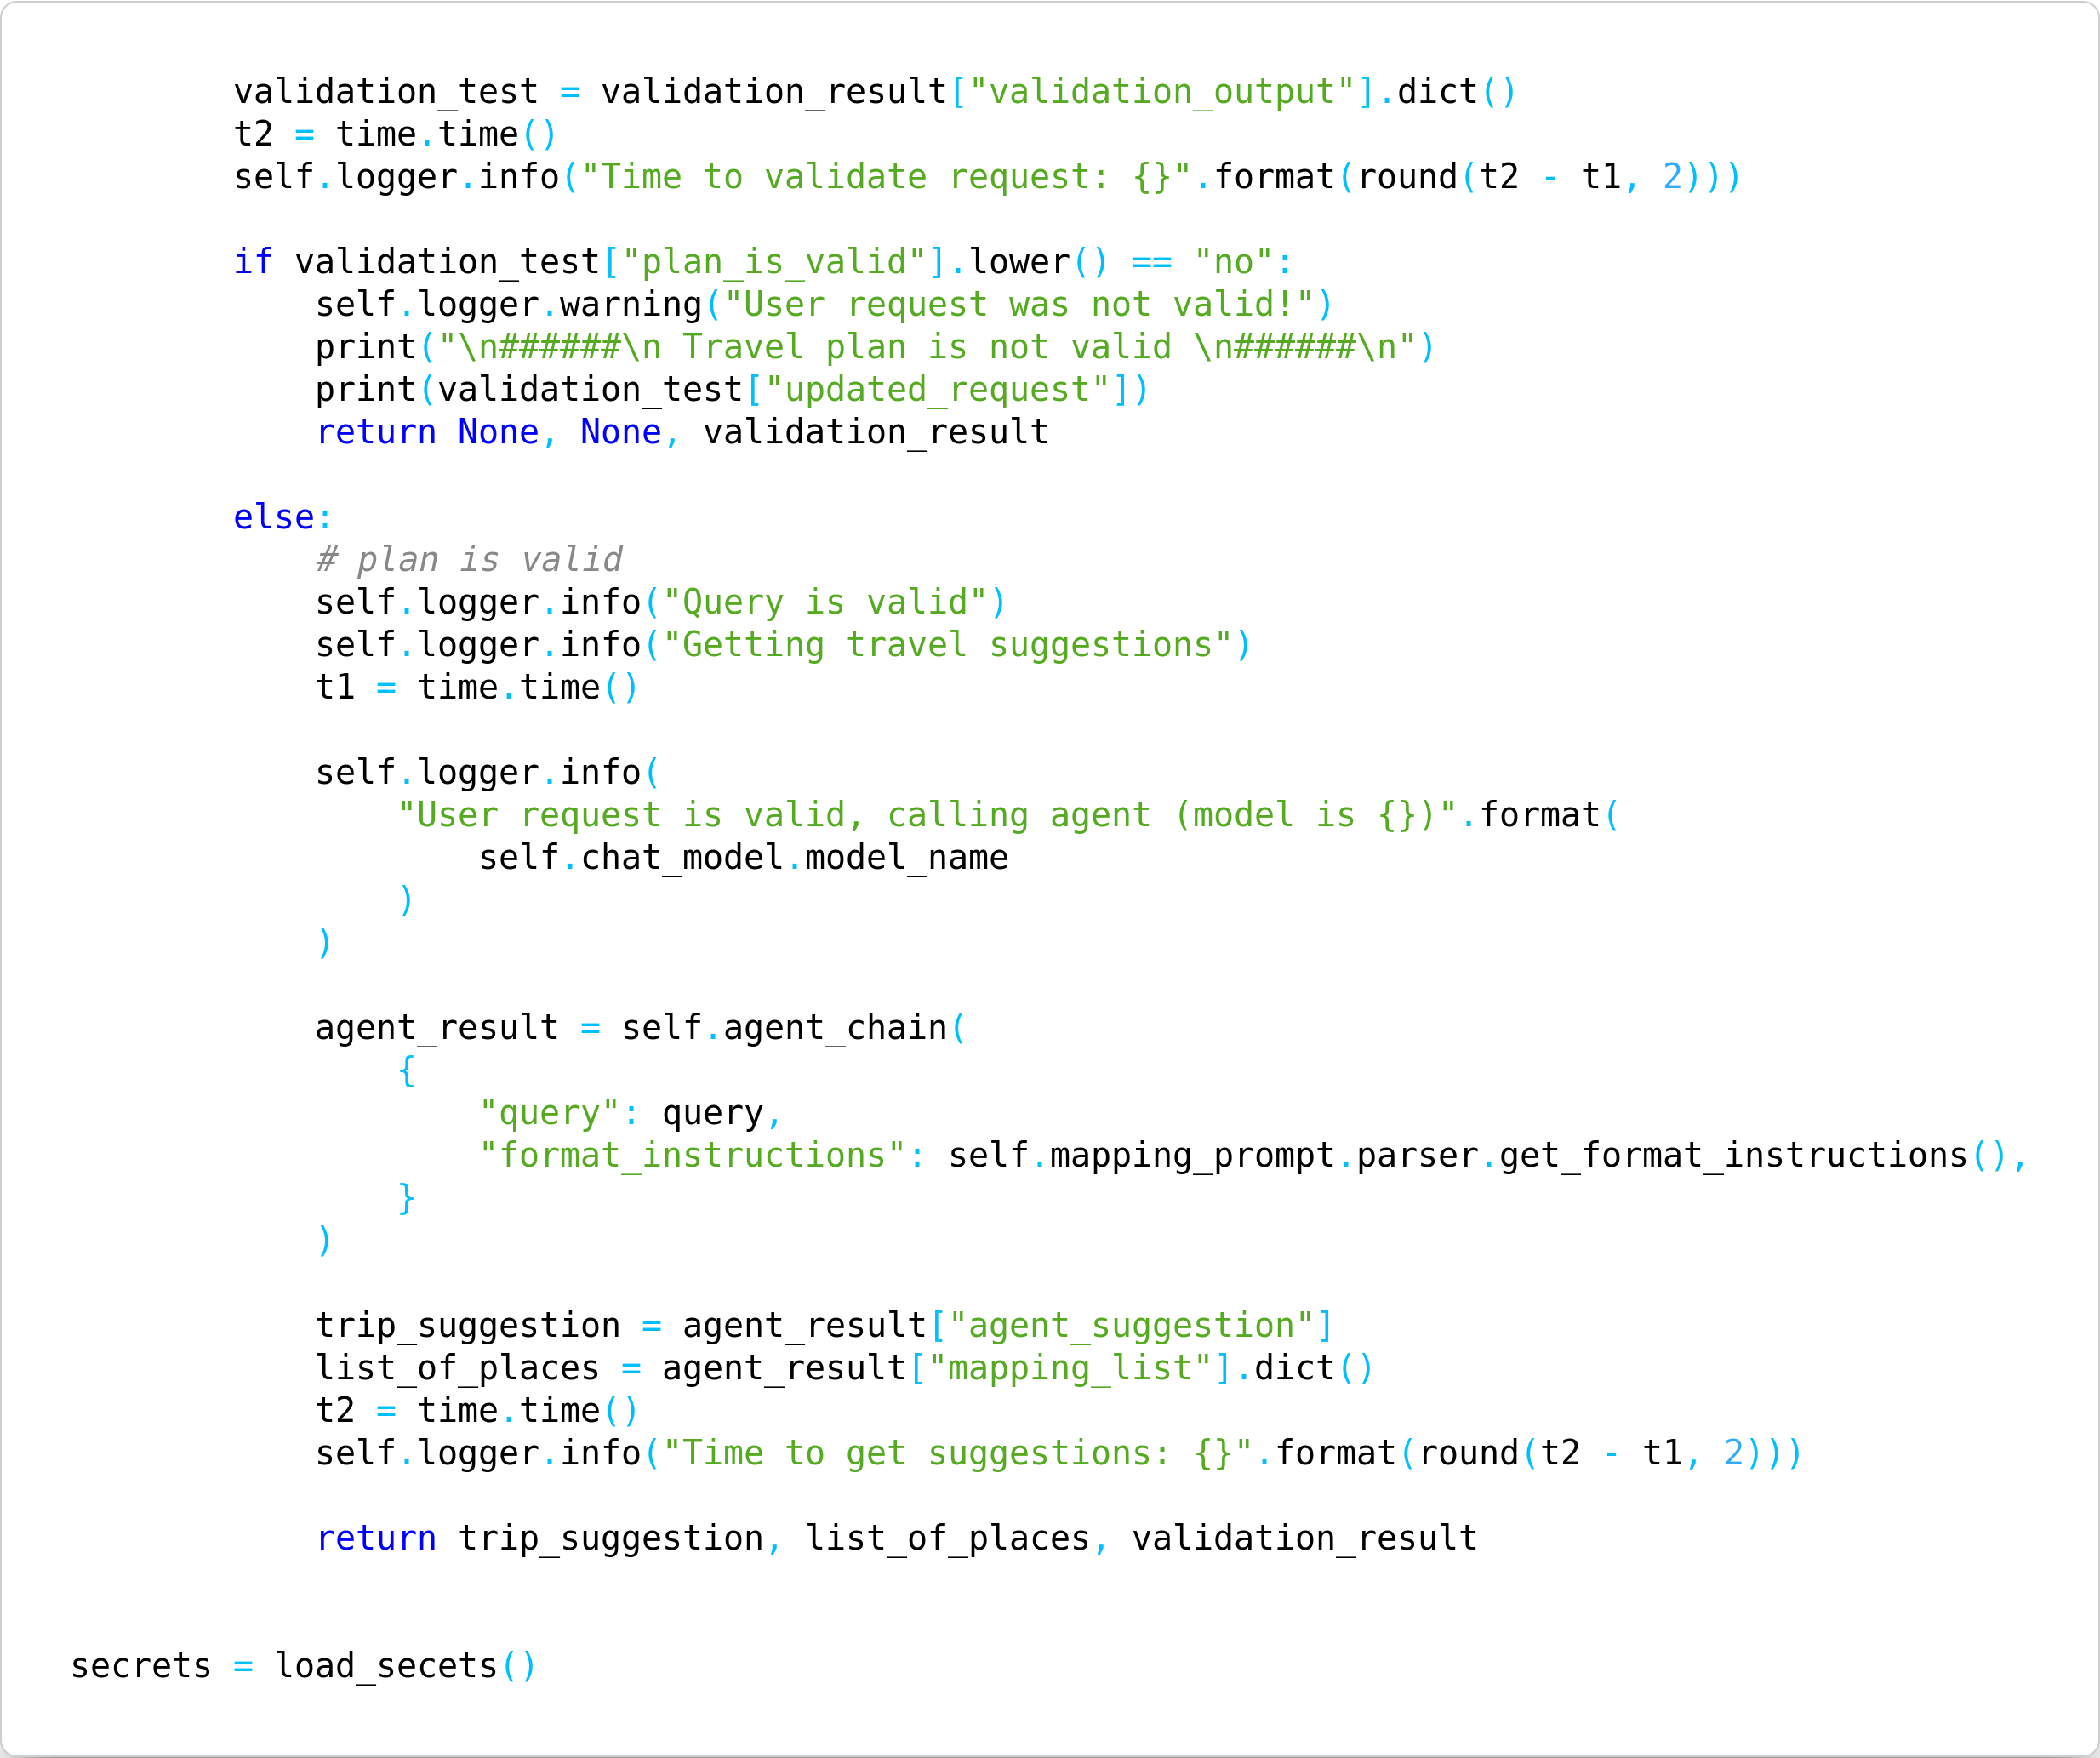 validation_test = validation_result["validation_output"].dict()
t2 = time.time()
self.logger.info("Time to validate request: {}".format(round(t2 - t1, 2)))
if validation_test["plan_is_valid"].lower() == "no":
self.logger.warning("User request was not valid!")
print("\n######\n Travel plan is not valid \n######\n")
print(validation_test["updated_request"])
return None, None, validation_result
else:
# plan is valid
self.logger.info("Query is valid")
self.logger.info("Getting travel suggestions")
t1 = time.time()
self.logger.info(
"User request is valid, calling agent (model is {})".format(
self.chat_model.model_name
)
)
agent_result = self.agent_chain(
{
"query": query,
"format_instructions": self.mapping_prompt.parser.get_format_instructions(),
}
)
trip_suggestion = agent_result["agent_suggestion"]
list_of_places = agent_result["mapping_list"].dict()
t2 = time.time()
self.logger.info("Time to get suggestions: {}".format(round(t2 - t1, 2)))
return trip_suggestion, list_of_places, validation_result
secrets = load_secets()